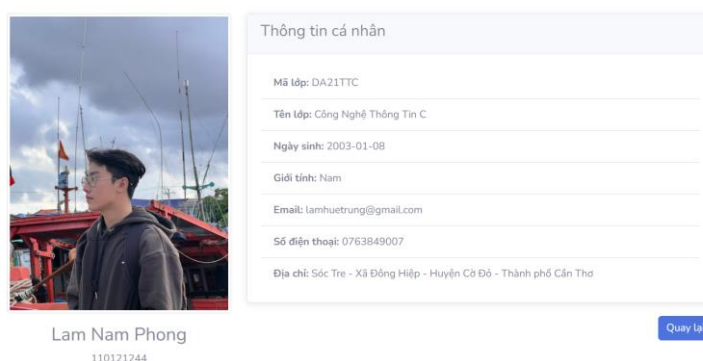 Thông tin cá nhân
Mã lớp: DA21TTC
Tên lớp: Công Nghệ Thông Tin C
Ngày sinh: 2003-01-08
Giới tính: Nam
Email: lamhuetrung@gmail.com
Số điện thoại: 0763849007
Địa chỉ: Sóc Tre - Xã Đông Hiệp - Huyện Cờ Đỏ - Thành phố Cần Thơ
Quay lại
Lam Nam Phong
110121244